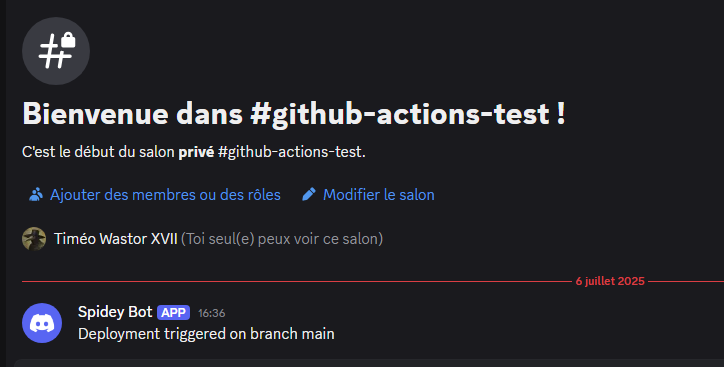 Bienvenue dans #github-actions-test !
C'est le début du salon privé #github-actions-test.
Ajouter des membres ou des rôles Modifier le salon
Timéo Wastor XVII (Toi seul(e) peux voir ce salon)
6 juillet 2025
Spidey Bot APP 16:36
Deployment triggered on branch main